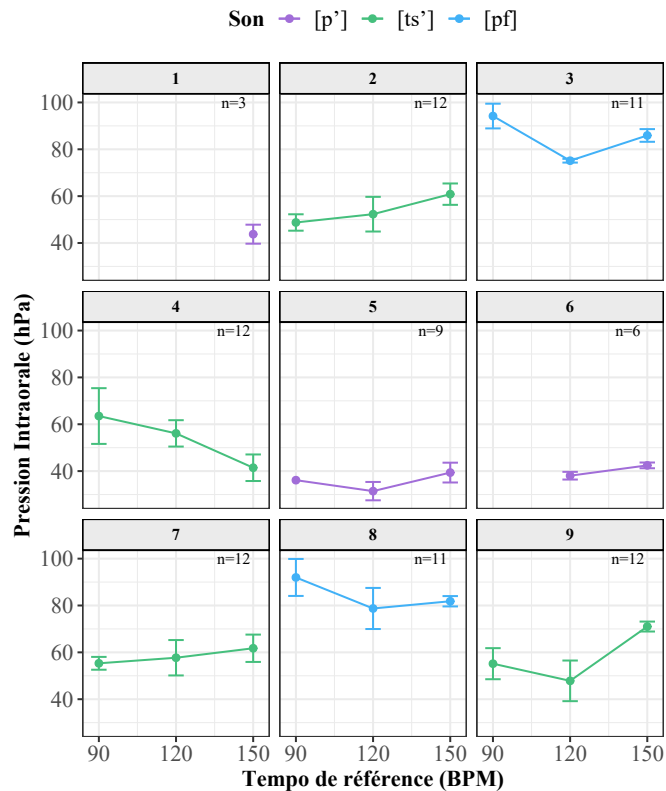 Son [p’] [ts’] [pf]
1 2 3
n=3 n=12 n=11
100
80
60
40
4 5 6
n=12 n=9 n=6
100
80
60
40
7 8 9
n=12 n=11 n=12
100
80
60
40
90 120 150 90 120 150 90 120 150
Pression Intraorale (hPa)
Tempo de référence (BPM)